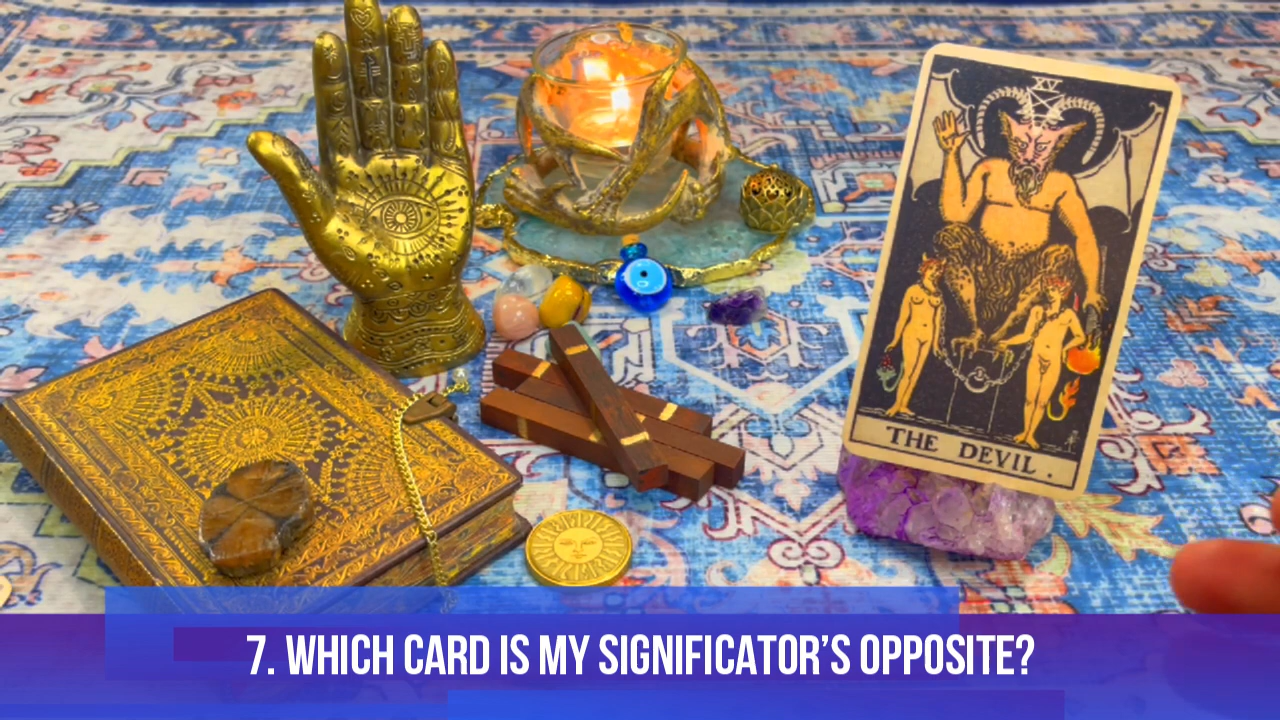 XV
THE DEVIL.
7. WHICH CARD IS MY SIGNIFICATOR’S OPPOSITE?